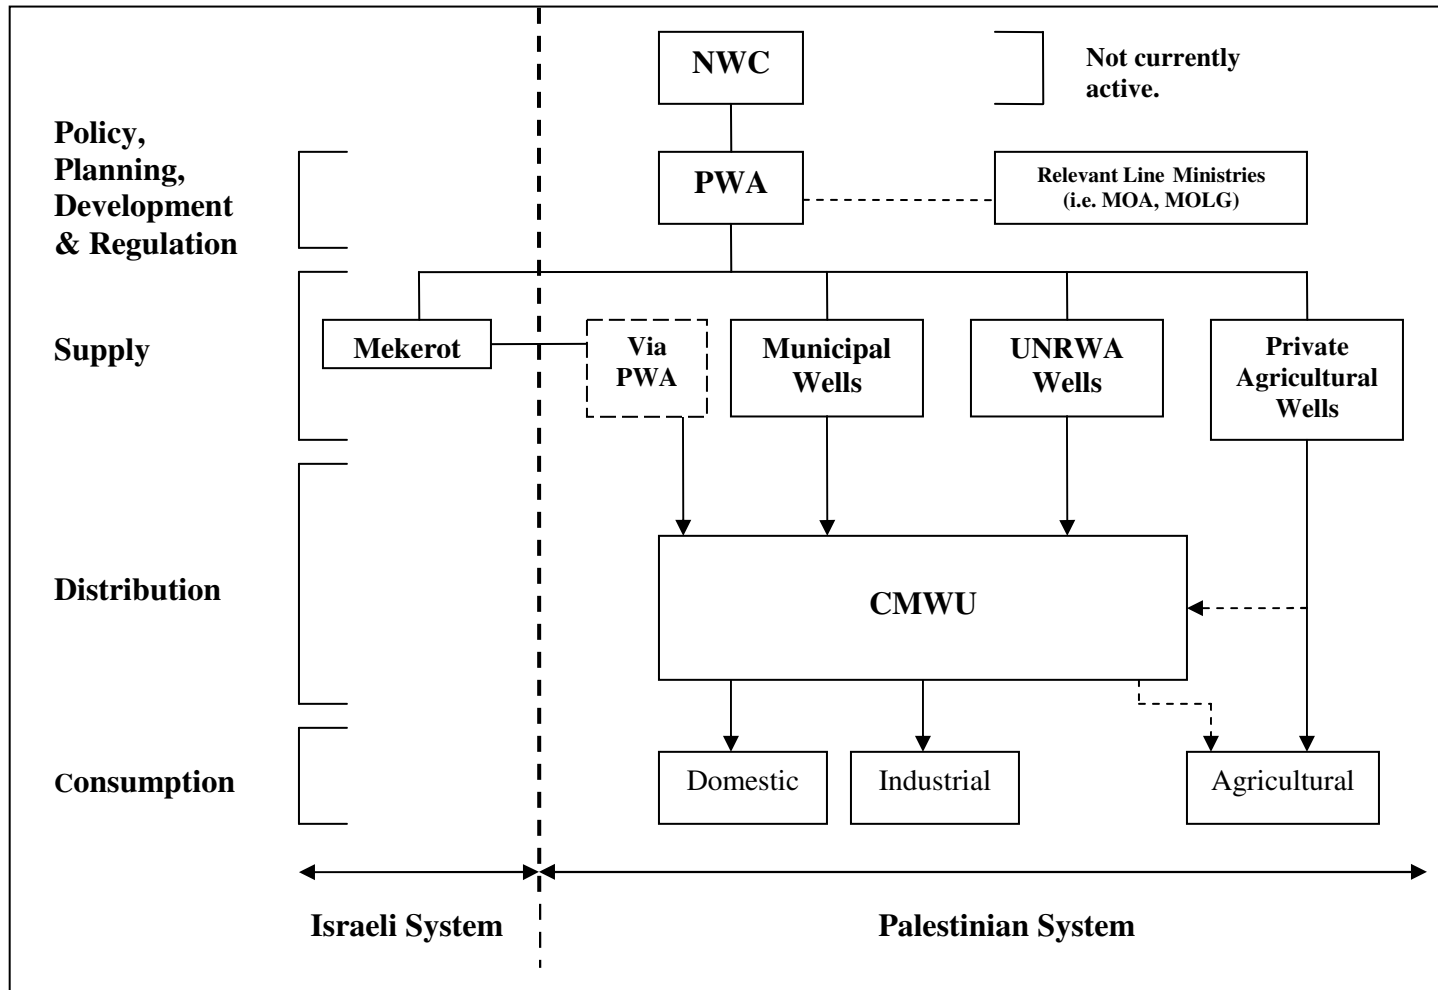 NWC
Not currently
active.
Policy,
Planning,
Development
& Regulation
PWA
Relevant Line Ministries
(i.e. MOA, MOLG)
Supply
Mekerot
Via
PWA
Municipal
Wells
UNRWA
Wells
Private
Agricultural
Wells
Distribution
CMWU
Consumption
Domestic
Industrial
Agricultural
Israeli System
Palestinian System